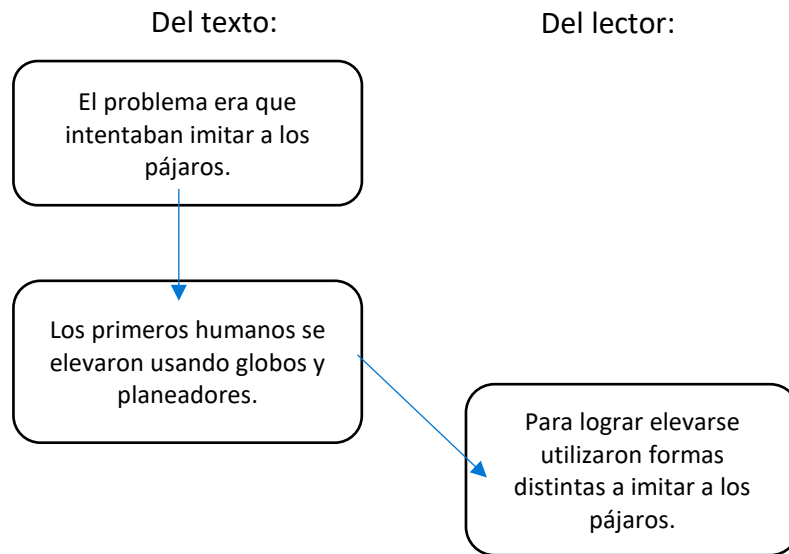 Del texto:
Del lector:
El problema era que
intentaban imitar a los
pájaros.
Los primeros humanos se
elevaron usando globos y
planeadores.
Para lograr elevarse
utilizaron formas
distintas a imitar a los
pájaros.